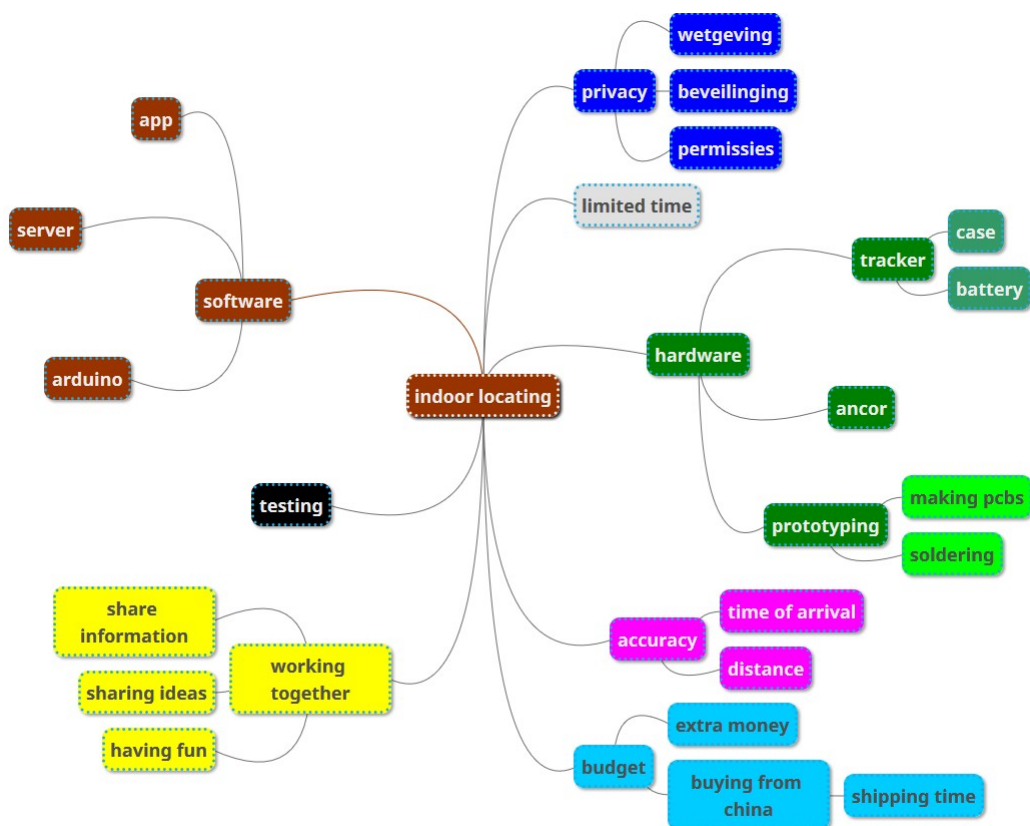 wetgeving
privacy
beveilinging
permissies
limited time
app
server
software
arduino
case
tracker
battery
hardware
ancor
indoor locating
testing
making pcbs
prototyping
soldering
share
information
working
together
sharing ideas
having fun
time of arrival
accuracy
distance
extra money
budget
buying from
china
shipping time